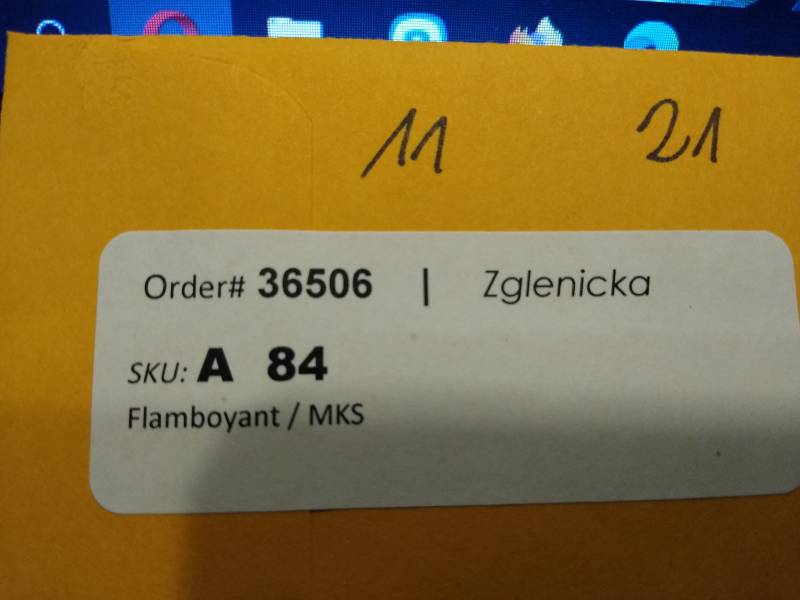 11 21
Order# 36506 | Zglenicka
SKU: A 84
Flamboyant / MKS